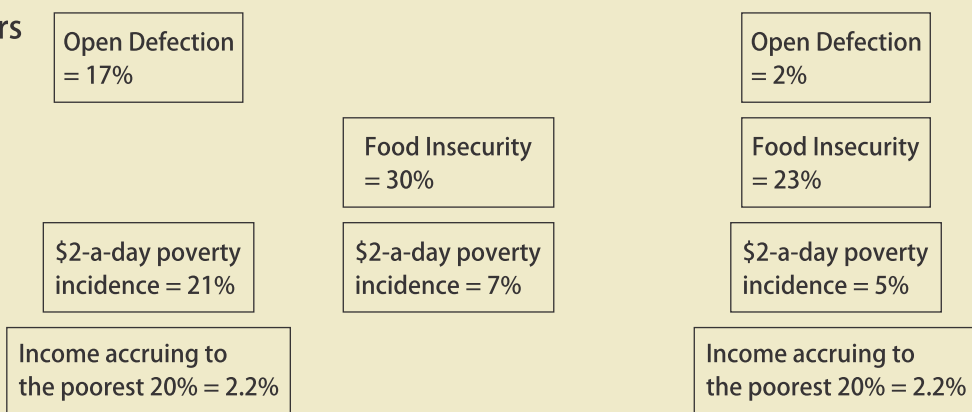 rs
Open Defection
= 17%
Open Defection
= 2%
Food Insecurity
= 30%
Food Insecurity
= 23%
$2-a-day poverty
incidence = 21%
$2-a-day poverty
incidence = 7%
$2-a-day poverty
incidence = 5%
Income accruing to
the poorest 20% = 2.2%
Income accruing to
the poorest 20% = 2.2%